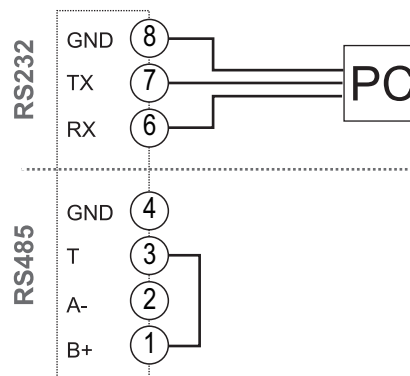 RS232
GND 8
TX 7
RX 6
PC
RS485
GND 4
T 3
A- 2
B+ 1